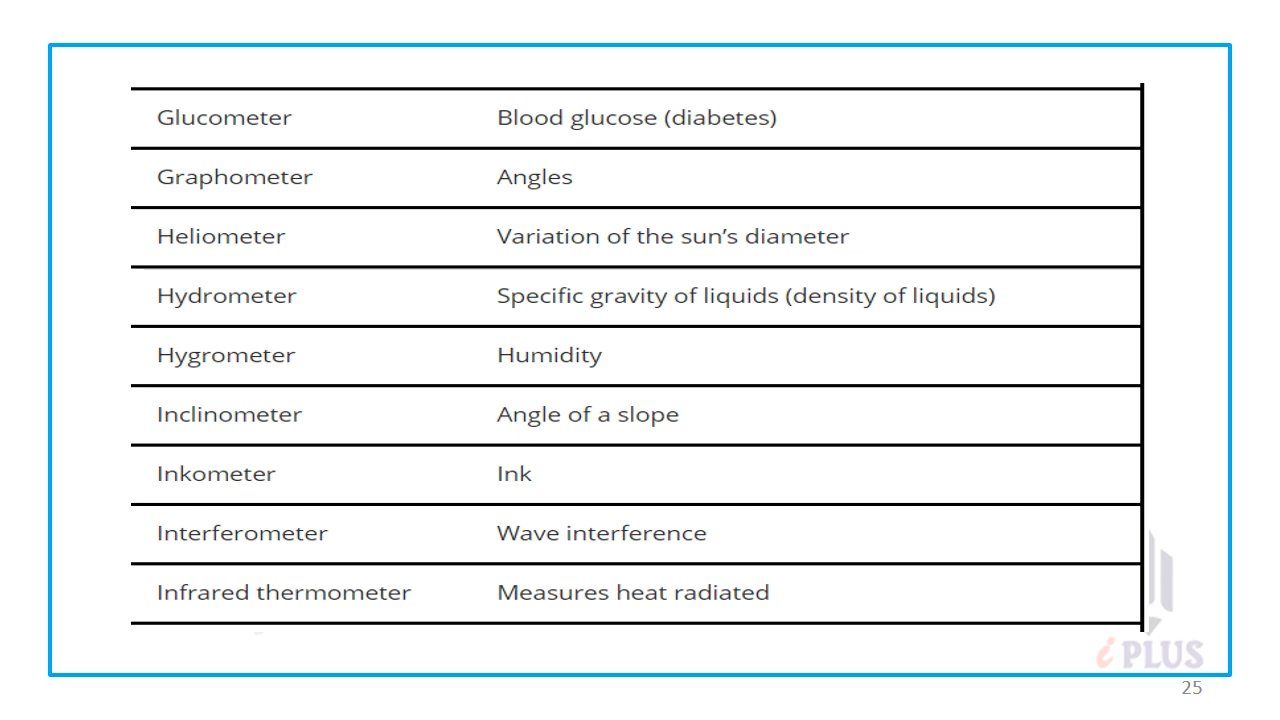 Glucometer Blood glucose (diabetes)
Graphometer Angles
Heliometer Variation of the sun’s diameter
Hydrometer Specific gravity of liquids (density of liquids)
Hygrometer Humidity
Inclinometer Angle of a slope
Inkometer Ink
Interferometer Wave interference
Infrared thermometer Measures heat radiated
i PLUS
25